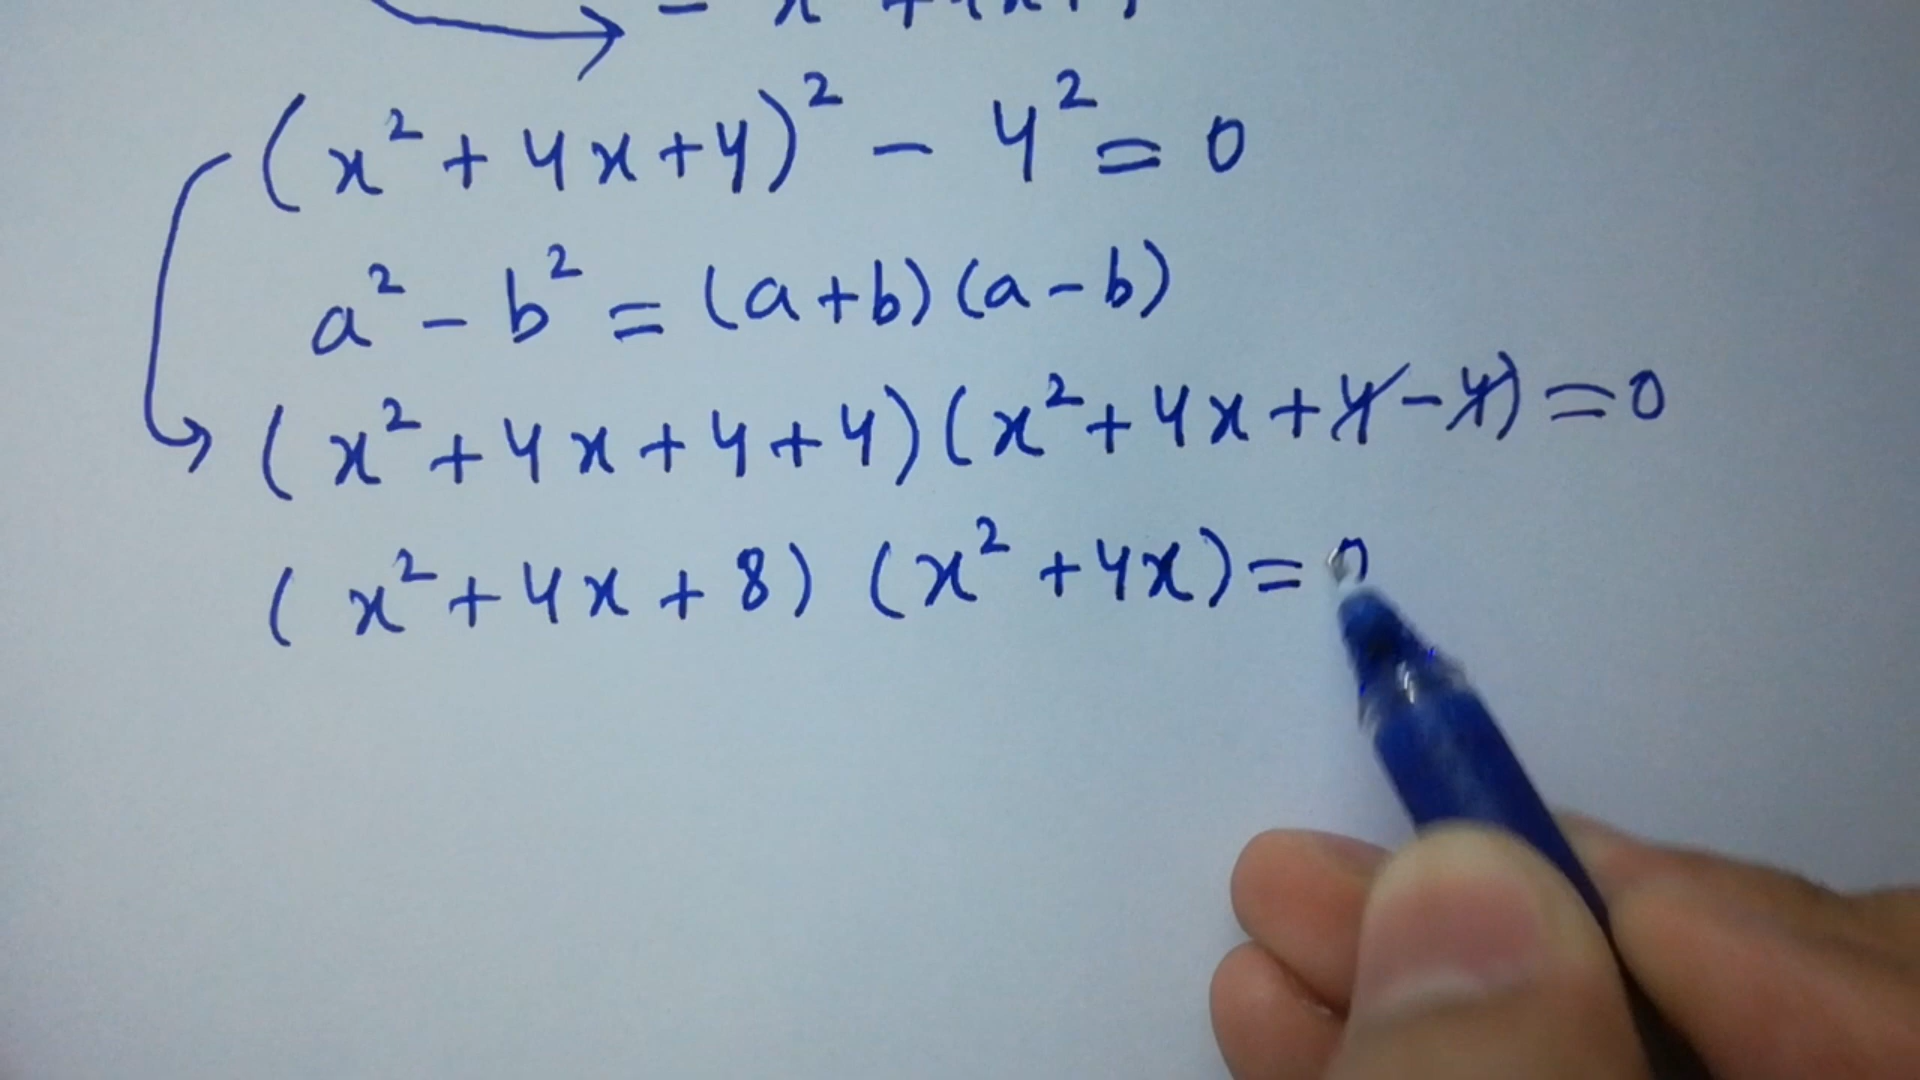 (x² + 4x + 4)² - 4² = 0
a² - b² = (a + b) (a - b)
(x² + 4x + 4 + 4) (x² + 4x + 4 - 4) = 0
(x² + 4x + 8) (x² + 4x) = 0